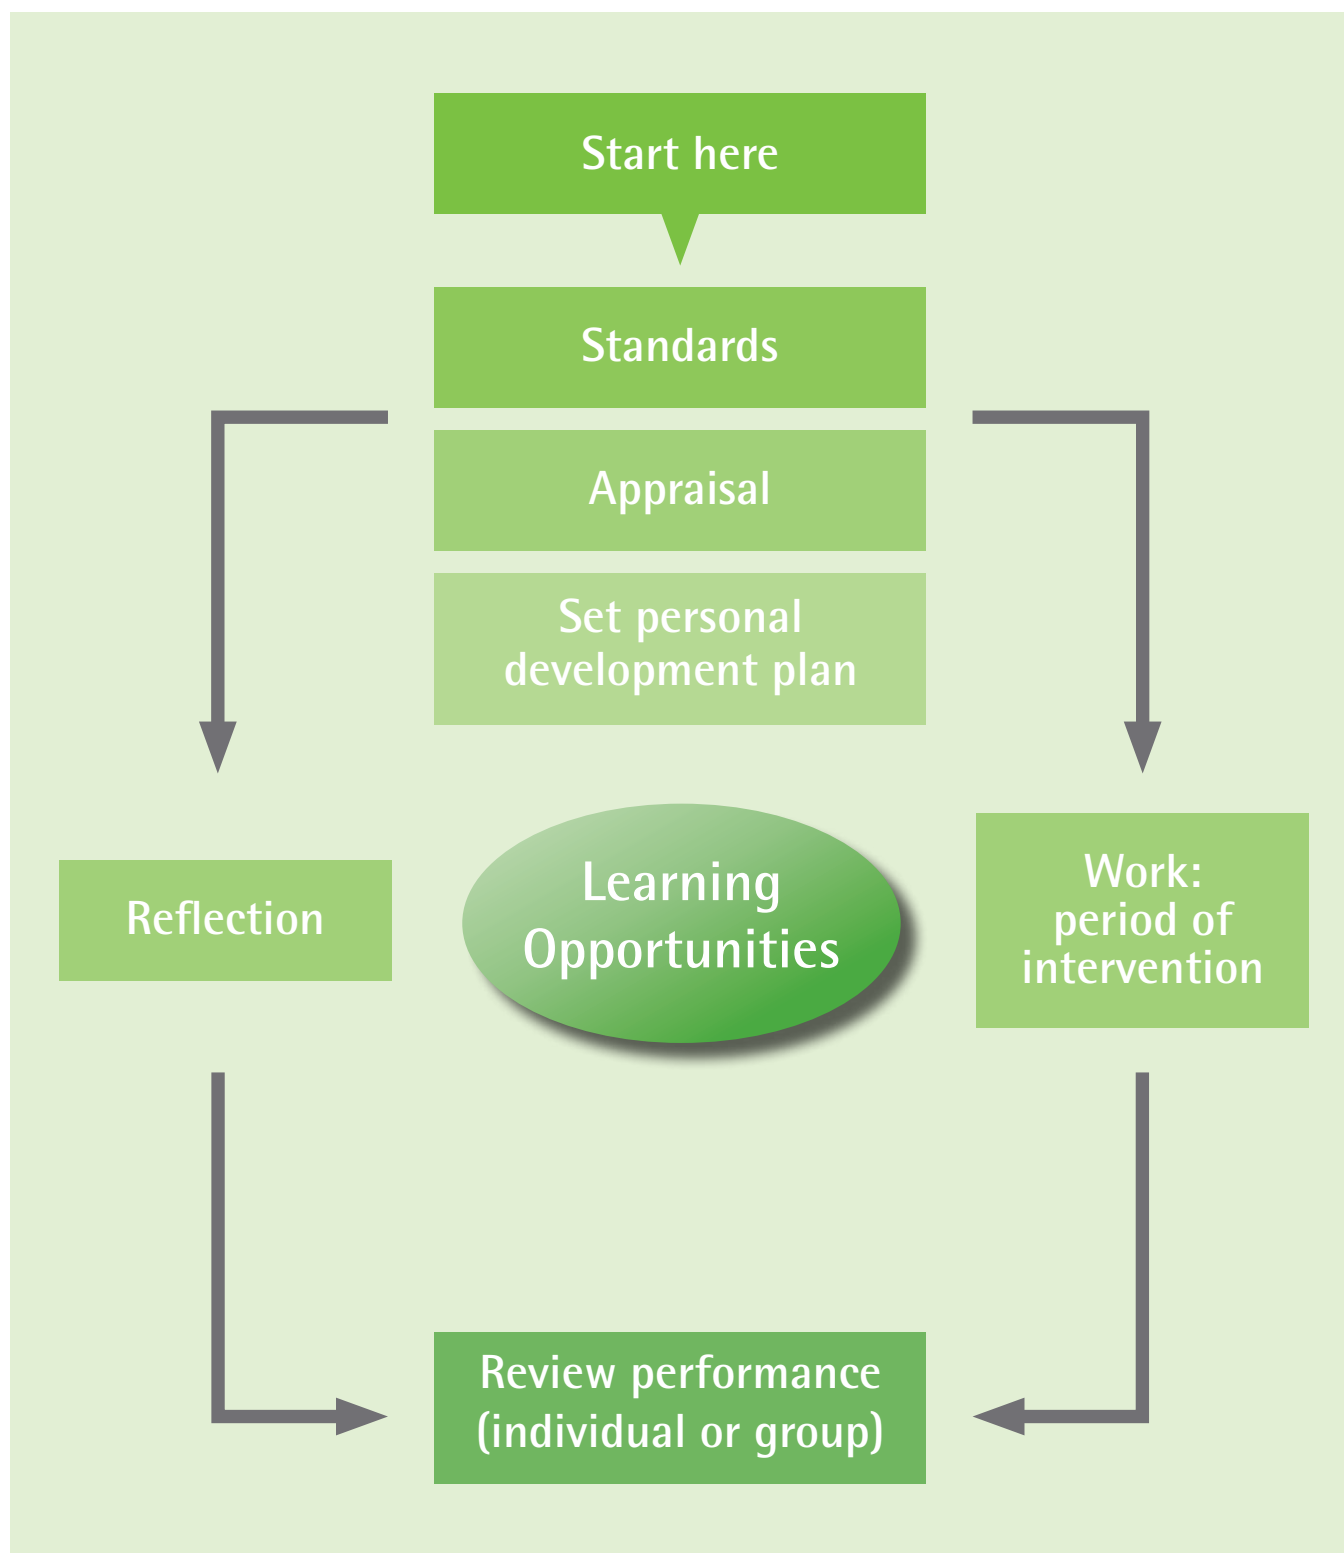 Start here
Standards
Appraisal
Set personal
development plan
Reflection
Learning
Opportunities
Work:
period of
intervention
Review performance
(individual or group)